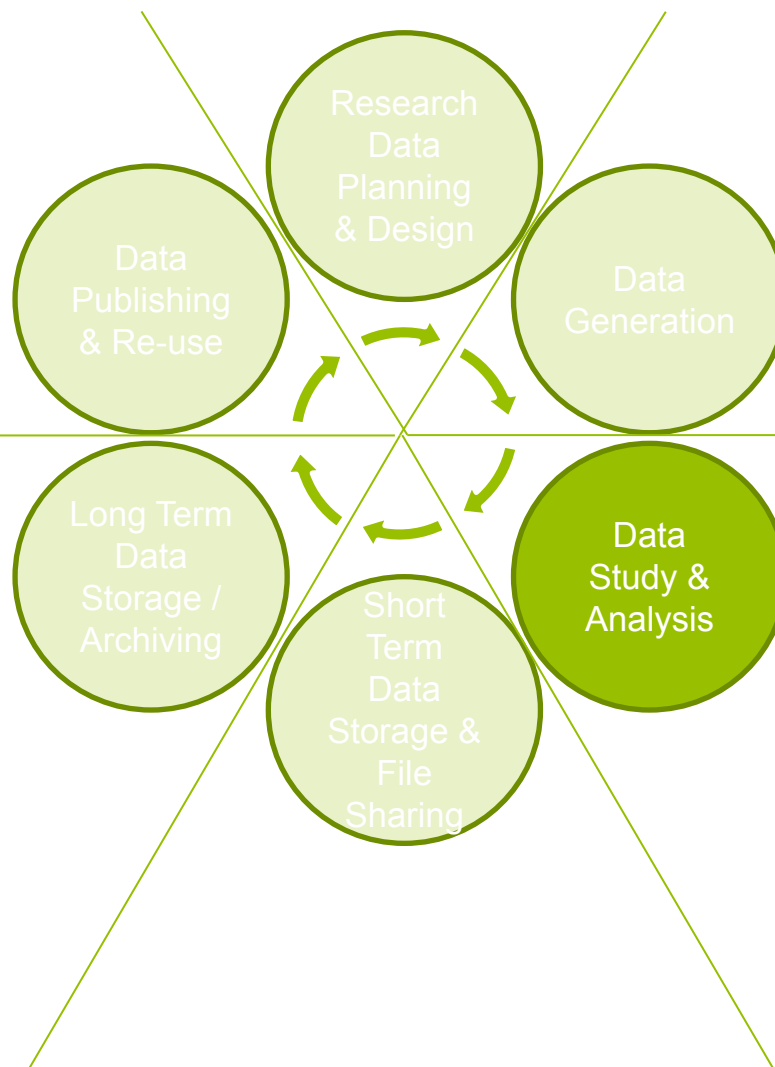 Research
Data
Planning
& Design
Data
Generation
Data
Study &
Analysis
Short
Term
Data
Storage &
File
Sharing
Long Term
Data
Storage /
Archiving
Data
Publishing
& Re-use